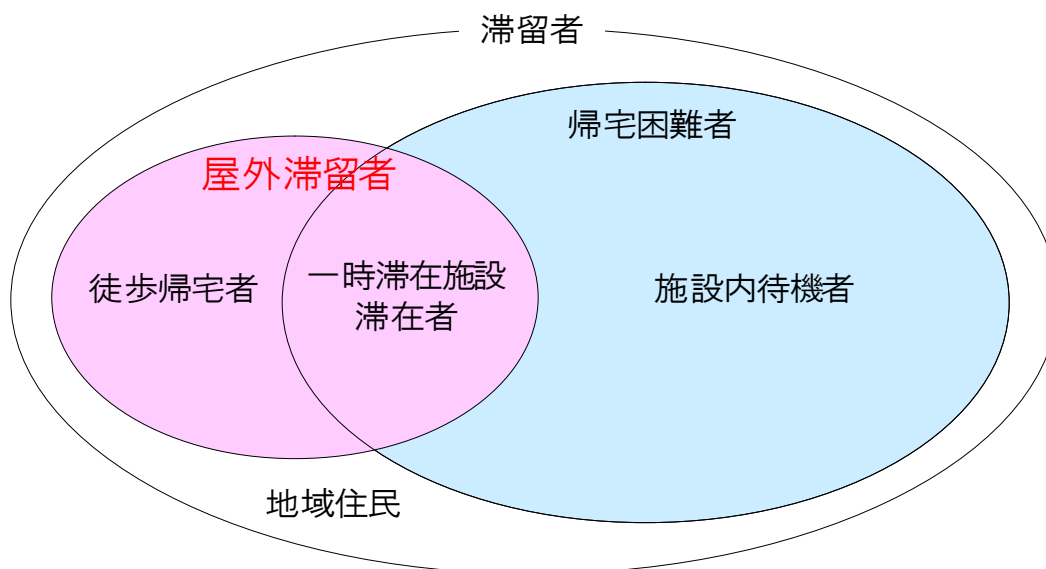 滞留者
帰宅困難者
屋外滞留者
徒歩帰宅者
一時滞在施設
滞在者
施設内待機者
地域住民